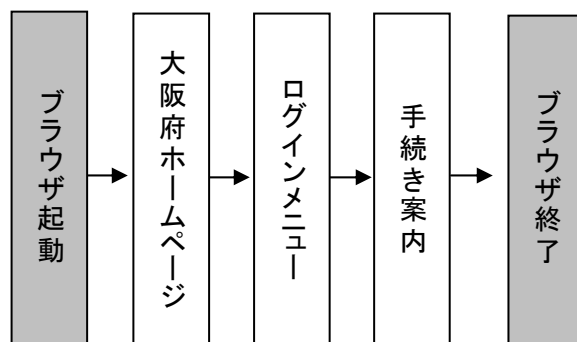 ブラウザ起動
大阪府ホームページ
ログインメニュー
手続き案内
ブラウザ終了